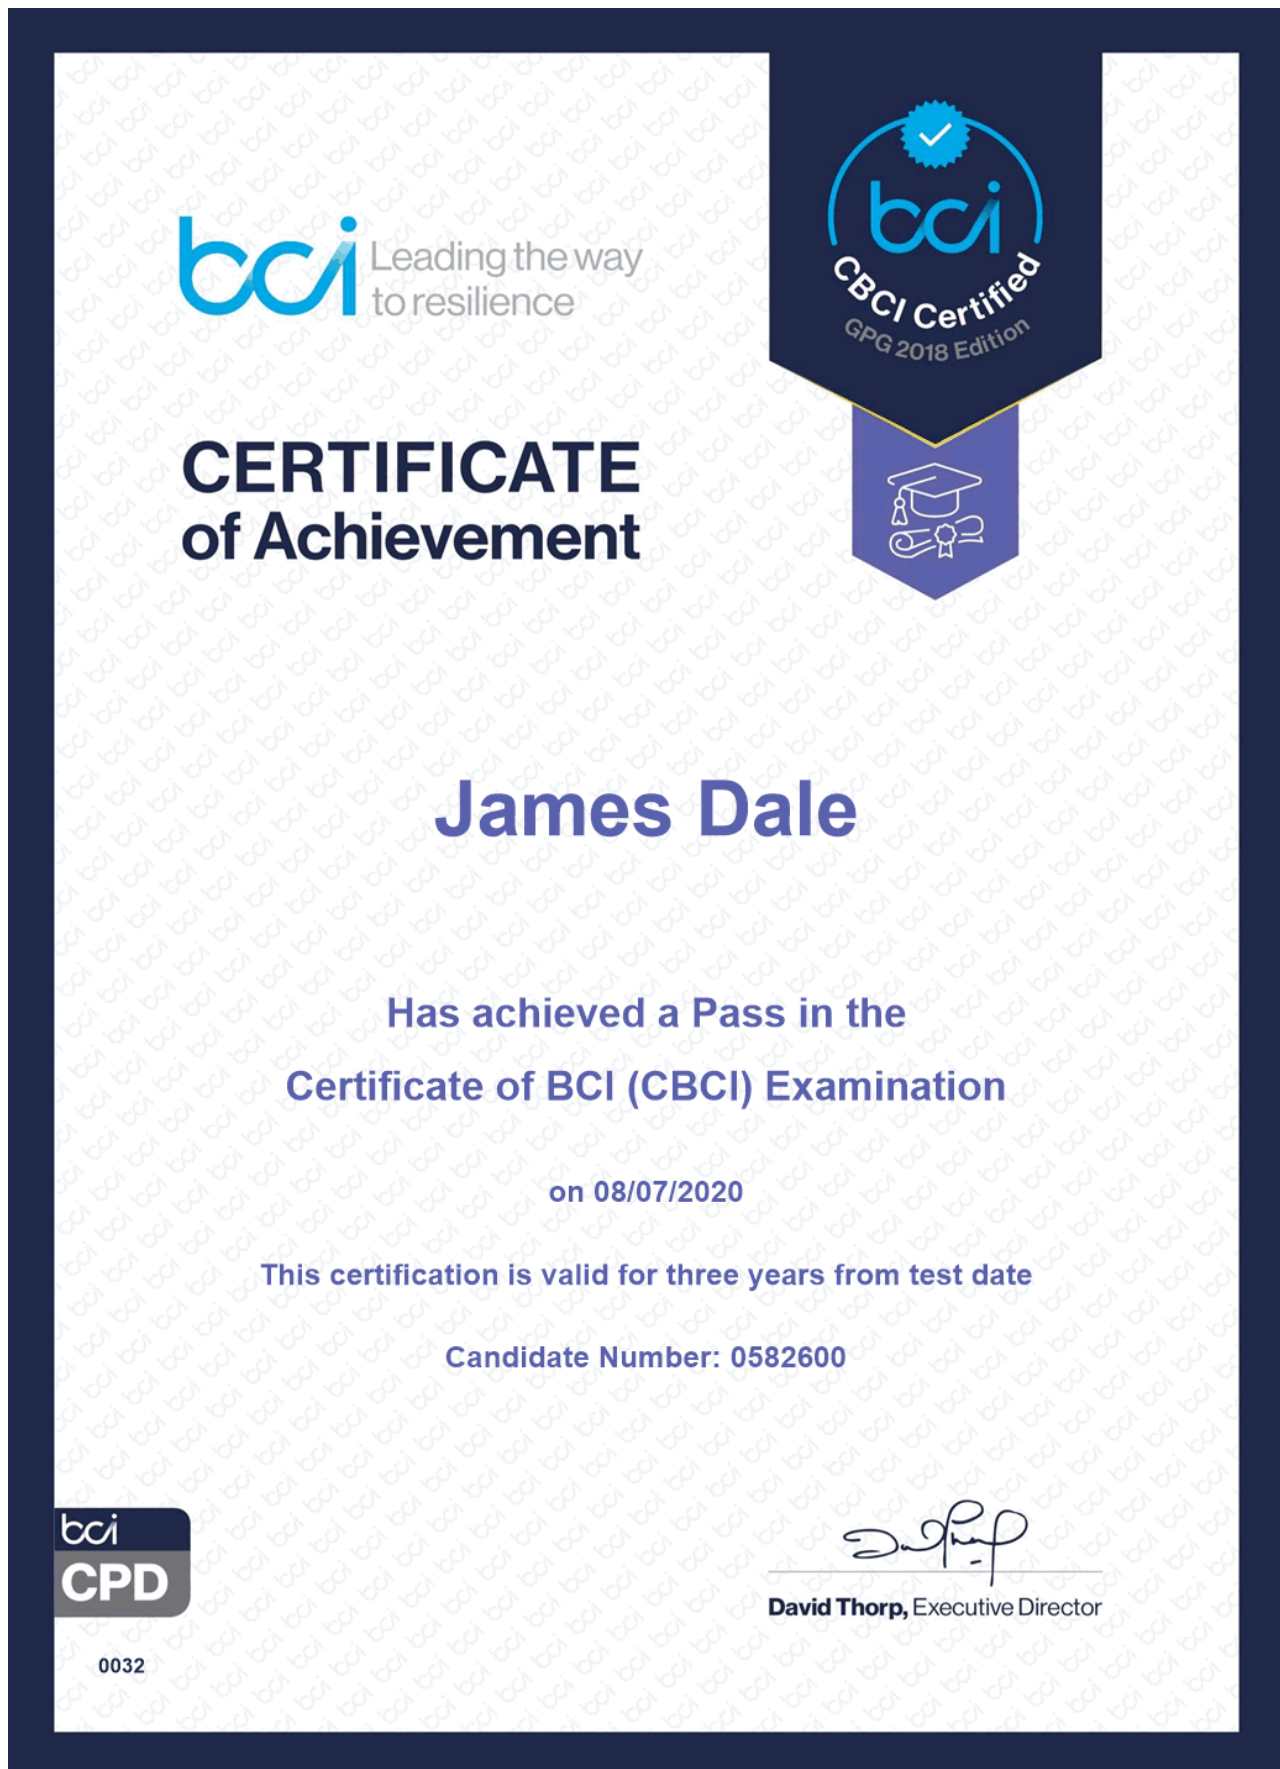 bci Leading the way
to resilience
bci
CBCI Certified
GPG 2018 Edition
CERTIFICATE
of Achievement
James Dale
Has achieved a Pass in the
Certificate of BCI (CBCI) Examination
on 08/07/2020
This certification is valid for three years from test date
Candidate Number: 0582600
bci
CPD
David Thorp, Executive Director
0032